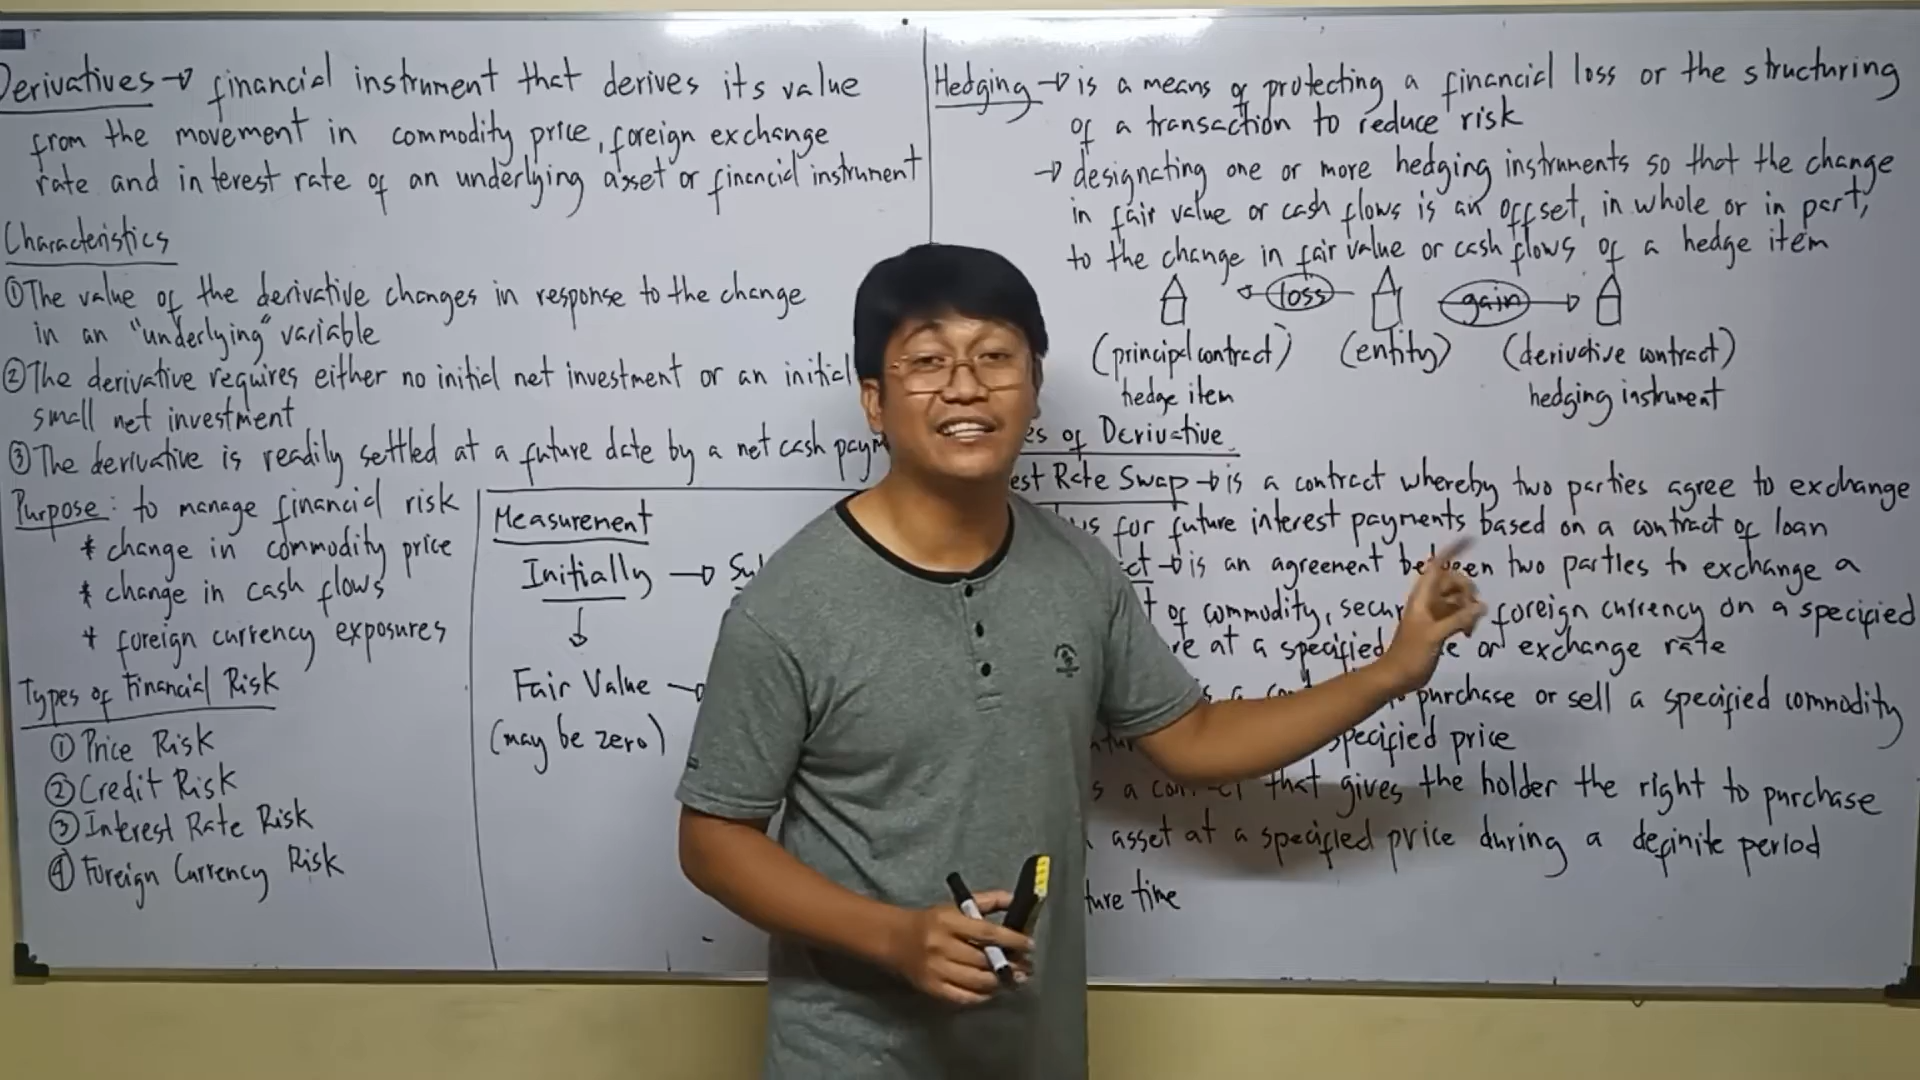 Derivatives → financial instrument that derives its value
from the movement in commodity price, foreign exchange
rate and interest rate of an underlying asset or financial instrument
Characteristics
① The value of the derivative changes in response to the change
in an "underlying" variable
② The derivative requires either no initial net investment or an initial
small net investment
③ The derivative is readily settled at a future date by a net cash
Purpose: to manage financial risk
* change in commodity price
* change in cash flows
* foreign currency exposures
Types of Financial Risk
① Price Risk
② Credit Risk
③ Interest Rate Risk
④ Foreign Currency Risk
Measurement
Initially →
↓
Fair Value →
(may be zero)
Hedging → is a means of protecting a financial loss or the structuring
of a transaction to reduce risk
→ designating one or more hedging instruments so that the change
in fair value or cash flows is an offset, in whole or in part,
to the change in fair value or cash flows of a hedge item
loss gain
(principal contract) (entity) (derivative contract)
hedge item hedging instrument
of Derivative
Rate Swap → is a contract whereby two parties agree to exchange
for future interest payments based on a contract of loan
→ is an agreement between two parties to exchange a
of commodity, foreign currency on a specified
at a specified or exchange rate
purchase or sell a specified commodity
specified price
a that gives the holder the right to purchase
asset at a specified price during a definite period
time